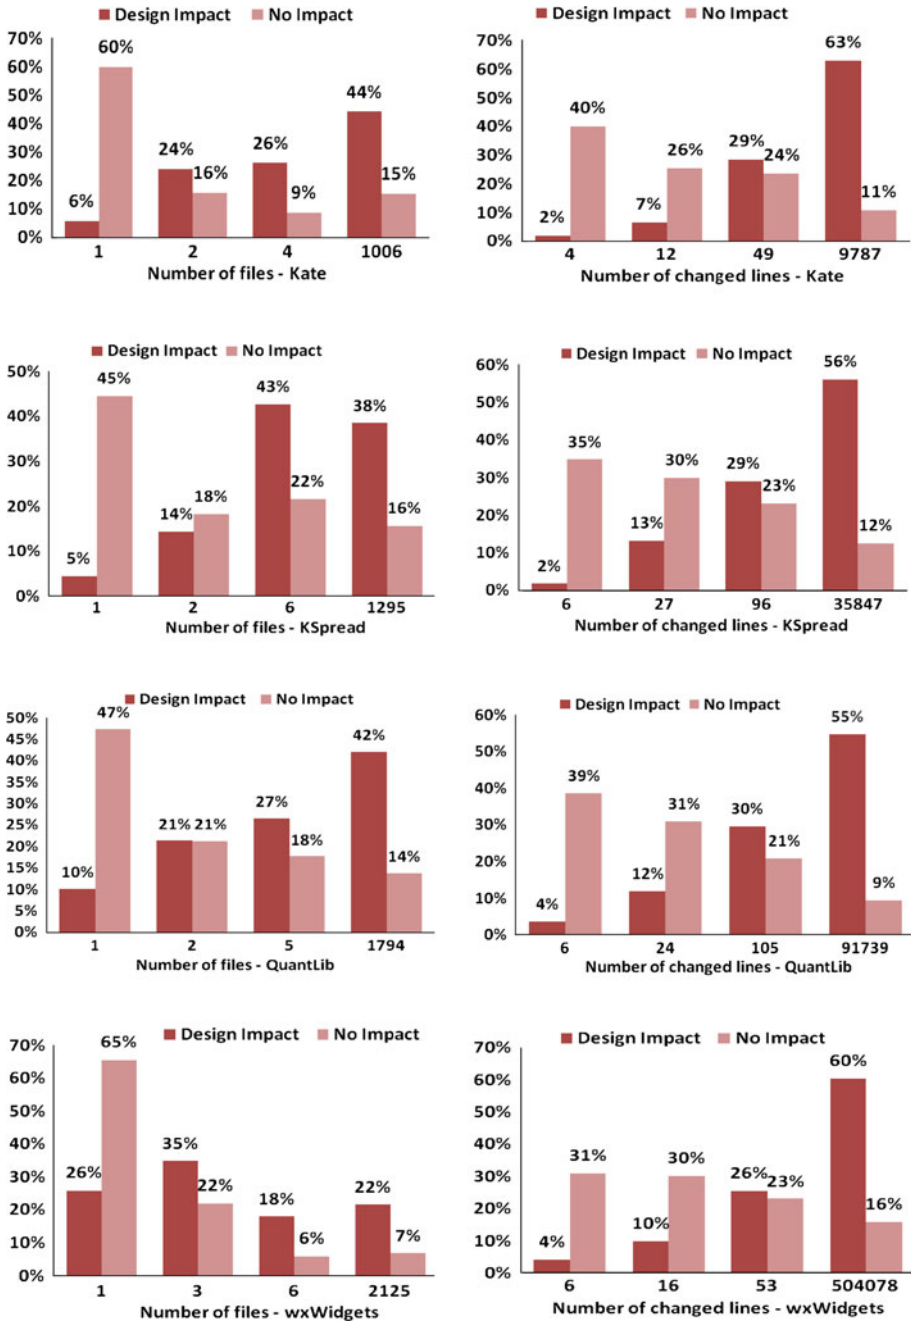 Design Impact No Impact
70%
60%
50%
40%
30%
20%
10%
0%
6% 60% 24% 16% 26% 9% 44% 15%
1 2 4 1006
Number of files - Kate
Design Impact No Impact
70%
60%
50%
40%
30%
20%
10%
0%
2% 40% 7% 26% 29% 24% 63% 11%
4 12 49 9787
Number of changed lines - Kate
Design Impact No Impact
50%
40%
30%
20%
10%
0%
5% 45% 14% 18% 43% 22% 38% 16%
1 2 6 1295
Number of files - KSpread
Design Impact No Impact
60%
50%
40%
30%
20%
10%
0%
2% 35% 13% 30% 29% 23% 56% 12%
6 27 96 35847
Number of changed lines - KSpread
Design Impact No Impact
50%
45%
40%
35%
30%
25%
20%
15%
10%
5%
0%
10% 47% 21% 21% 27% 18% 42% 14%
1 2 5 1794
Number of files - QuantLib
Design Impact No Impact
60%
50%
40%
30%
20%
10%
0%
4% 39% 12% 31% 30% 21% 55% 9%
6 24 105 91739
Number of changed lines - QuantLib
Design Impact No Impact
70%
60%
50%
40%
30%
20%
10%
0%
26% 65% 35% 22% 18% 6% 22% 7%
1 3 6 2125
Number of files - wxWidgets
Design Impact No Impact
70%
60%
50%
40%
30%
20%
10%
0%
4% 31% 10% 30% 26% 23% 60% 16%
6 16 53 504078
Number of changed lines - wxWidgets